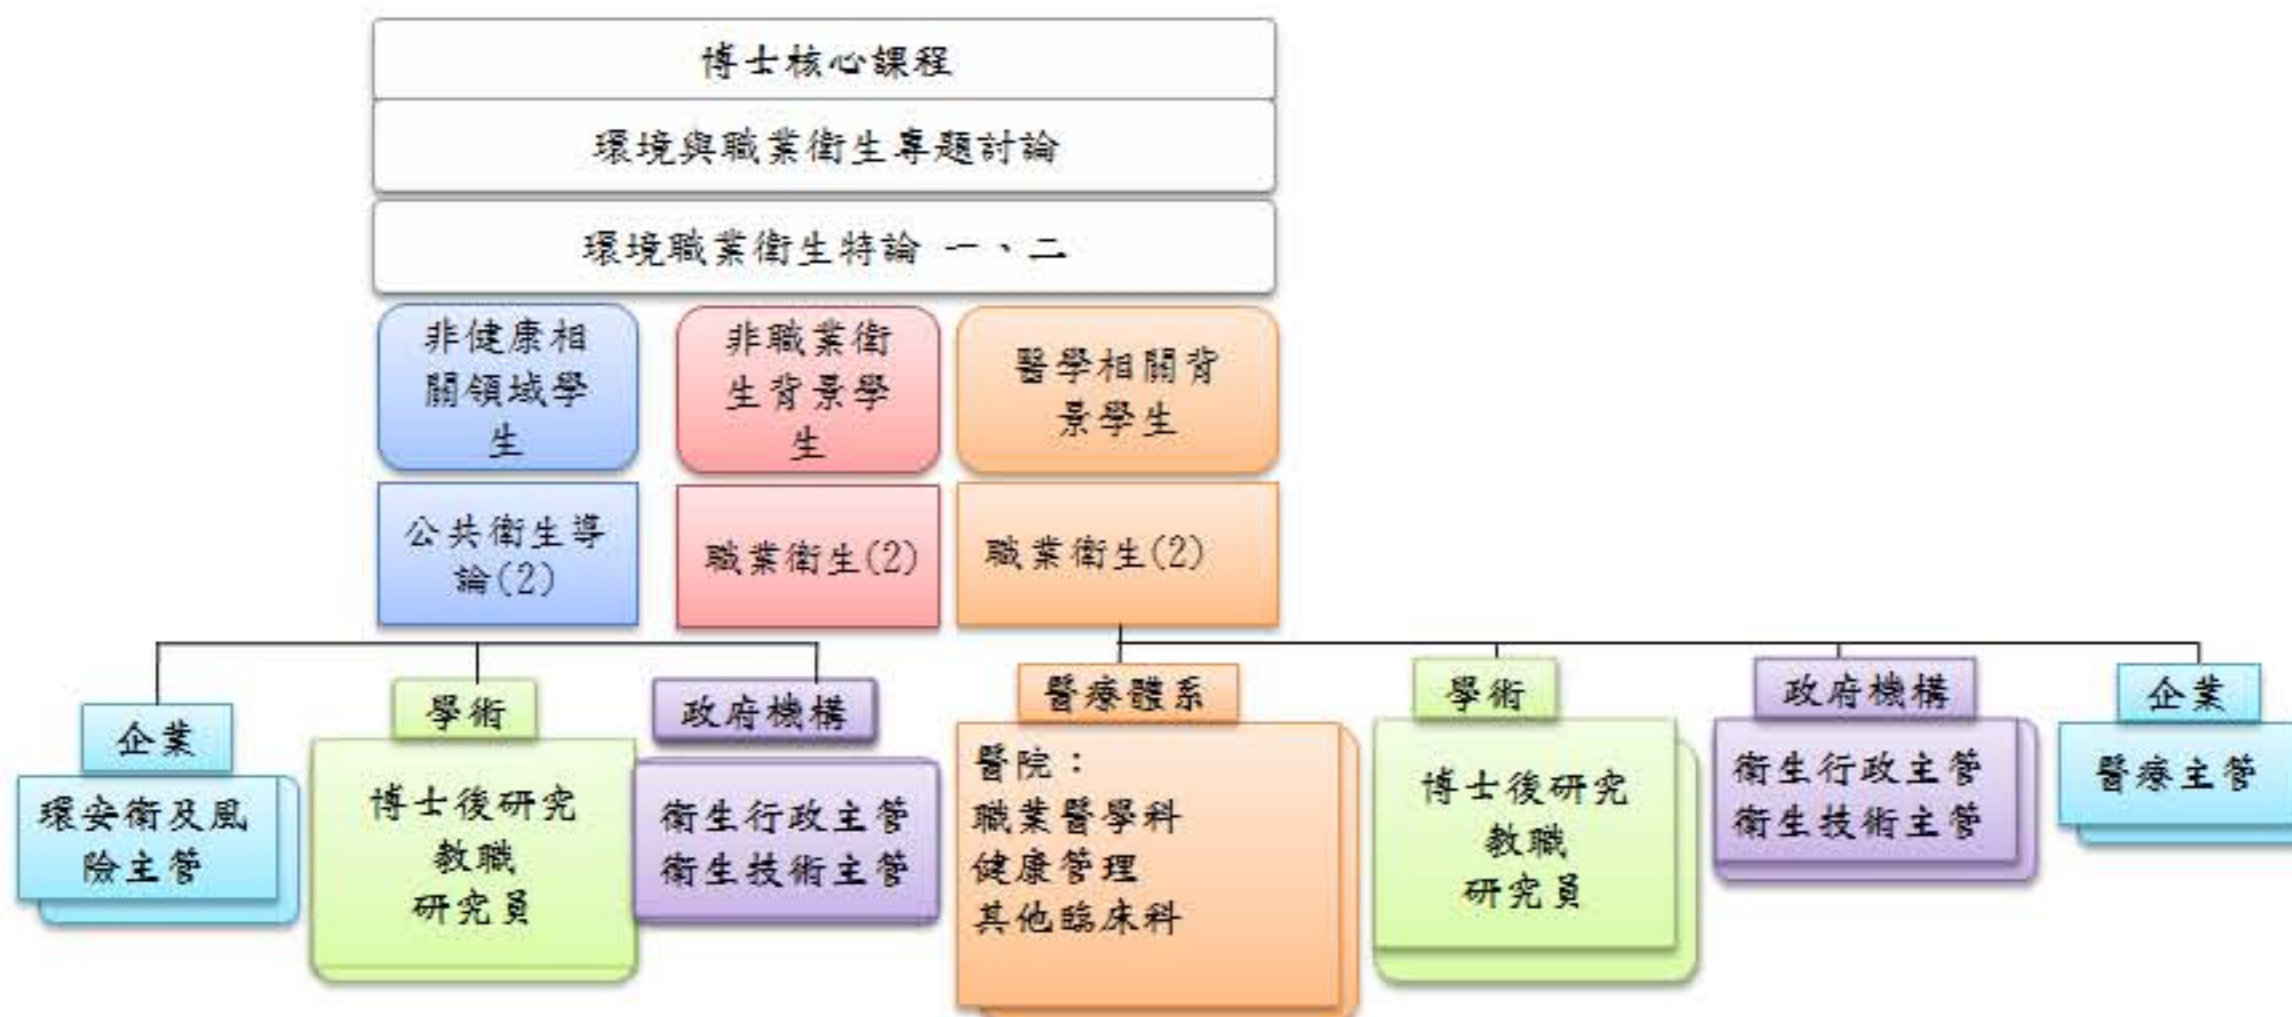 博士核心課程
環境與職業衛生專題討論
環境職業衛生特論 一、二
非健康相
關領域學
生
非職業衛
生背景學
生
醫學相關背
景學生
公共衛生導
論(2)
職業衛生(2)
職業衛生(2)
企業
環安衛及風
險主管
學術
博士後研究
教職
研究員
政府機構
衛生行政主管
衛生技術主管
醫療體系
醫院：
職業醫學科
健康管理
其他臨床科
學術
博士後研究
教職
研究員
政府機構
衛生行政主管
衛生技術主管
企業
醫療主管